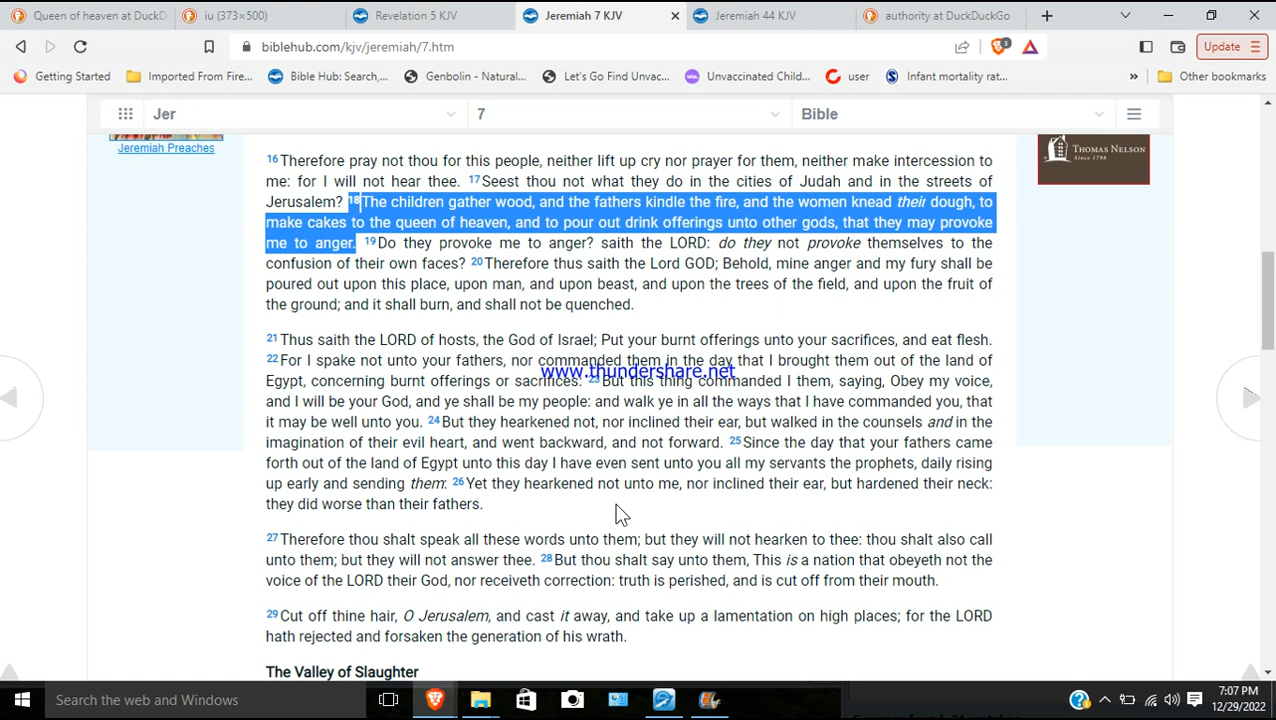 Queen of heaven at DuckD
iu (373×500)
Revelation 5 KJV
Jeremiah 7 KJV
Jeremiah 44 KJV
authority at DuckDuckGo
biblehub.com/kjv/jeremiah/7.htm
3
Update
Getting Started
Imported From Fire...
Bible Hub: Search,...
Genbolin - Natural...
Let's Go Find Unvac...
Unvaccinated Child...
user
Infant mortality rat...
»
Other bookmarks
Jer
7
Bible
Jeremiah Preaches
THOMAS NELSON
Since 1798
16 Therefore pray not thou for this people, neither lift up cry nor prayer for them, neither make intercession to
me: for I will not hear thee. 17 Seest thou not what they do in the cities of Judah and in the streets of
Jerusalem? 18 The children gather wood, and the fathers kindle the fire, and the women knead their dough, to
make cakes to the queen of heaven, and to pour out drink offerings unto other gods, that they may provoke
me to anger. 19 Do they provoke me to anger? saith the LORD: do they not provoke themselves to the
confusion of their own faces? 20 Therefore thus saith the Lord GOD; Behold, mine anger and my fury shall be
poured out upon this place, upon man, and upon beast, and upon the trees of the field, and upon the fruit of
the ground; and it shall burn, and shall not be quenched.
21 Thus saith the LORD of hosts, the God of Israel; Put your burnt offerings unto your sacrifices, and eat flesh.
22 For I spake not unto your fathers, nor commanded them in the day that I brought them out of the land of
www.thundershare.net
Egypt, concerning burnt offerings or sacrifices: 23 But this thing commanded I them, saying, Obey my voice,
and I will be your God, and ye shall be my people: and walk ye in all the ways that I have commanded you, that
it may be well unto you. 24 But they hearkened not, nor inclined their ear, but walked in the counsels and in the
imagination of their evil heart, and went backward, and not forward. 25 Since the day that your fathers came
forth out of the land of Egypt unto this day I have even sent unto you all my servants the prophets, daily rising
up early and sending them: 26 Yet they hearkened not unto me, nor inclined their ear, but hardened their neck:
they did worse than their fathers.
27 Therefore thou shalt speak all these words unto them; but they will not hearken to thee: thou shalt also call
unto them; but they will not answer thee. 28 But thou shalt say unto them, This is a nation that obeyeth not the
voice of the LORD their God, nor receiveth correction: truth is perished, and is cut off from their mouth.
29 Cut off thine hair, O Jerusalem, and cast it away, and take up a lamentation on high places; for the LORD
hath rejected and forsaken the generation of his wrath.
The Valley of Slaughter
Search the web and Windows
7:07 PM
12/29/2022